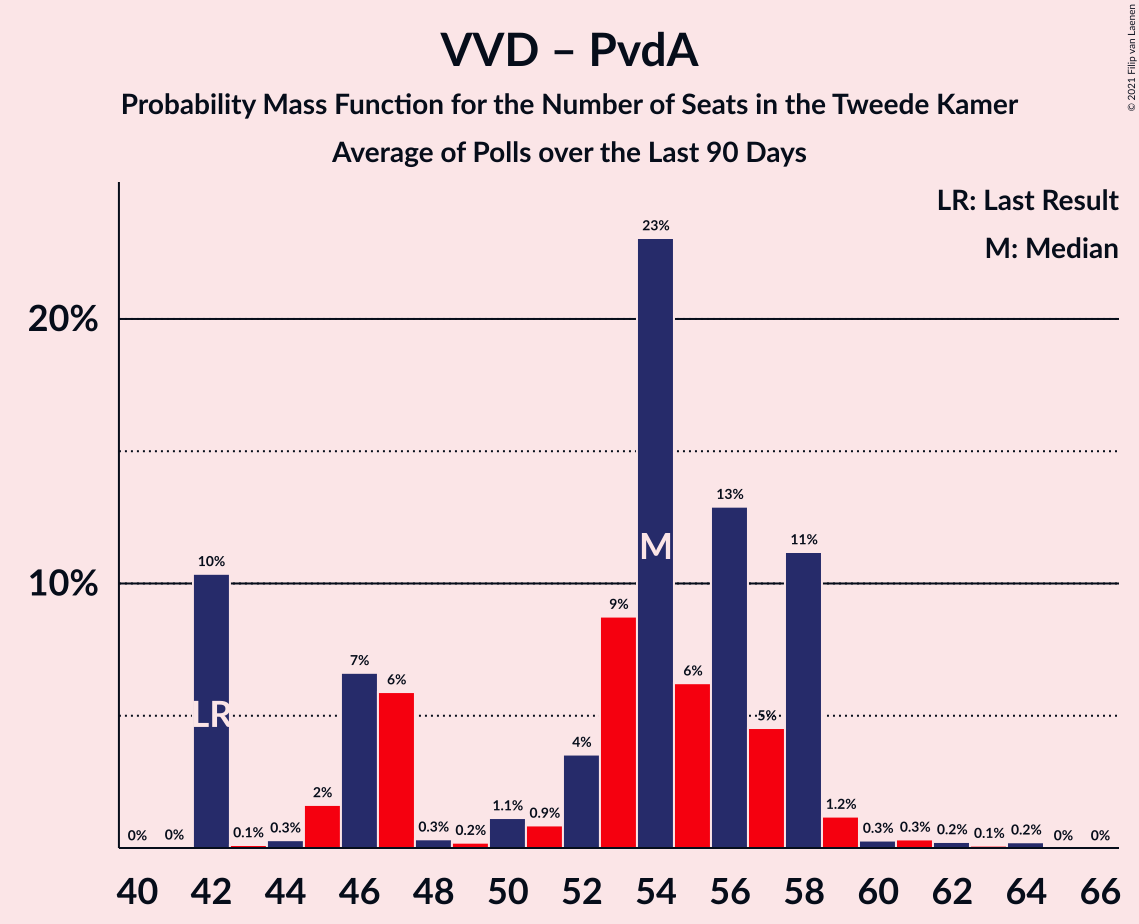 VVD – PvdA
Probability Mass Function for the Number of Seats in the Tweede Kamer
Average of Polls over the Last 90 Days
© 2021 Filip van Laenen
LR: Last Result
M: Median
20%
10%
0% 0% 10% 0.1% 0.3% 2% 7% 6% 0.3% 0.2% 1.1% 0.9% 4% 9% 23% 6% 13% 5% 11% 1.2% 0.3% 0.3% 0.2% 0.1% 0.2% 0% 0%
LR
M
40 42 44 46 48 50 52 54 56 58 60 62 64 66